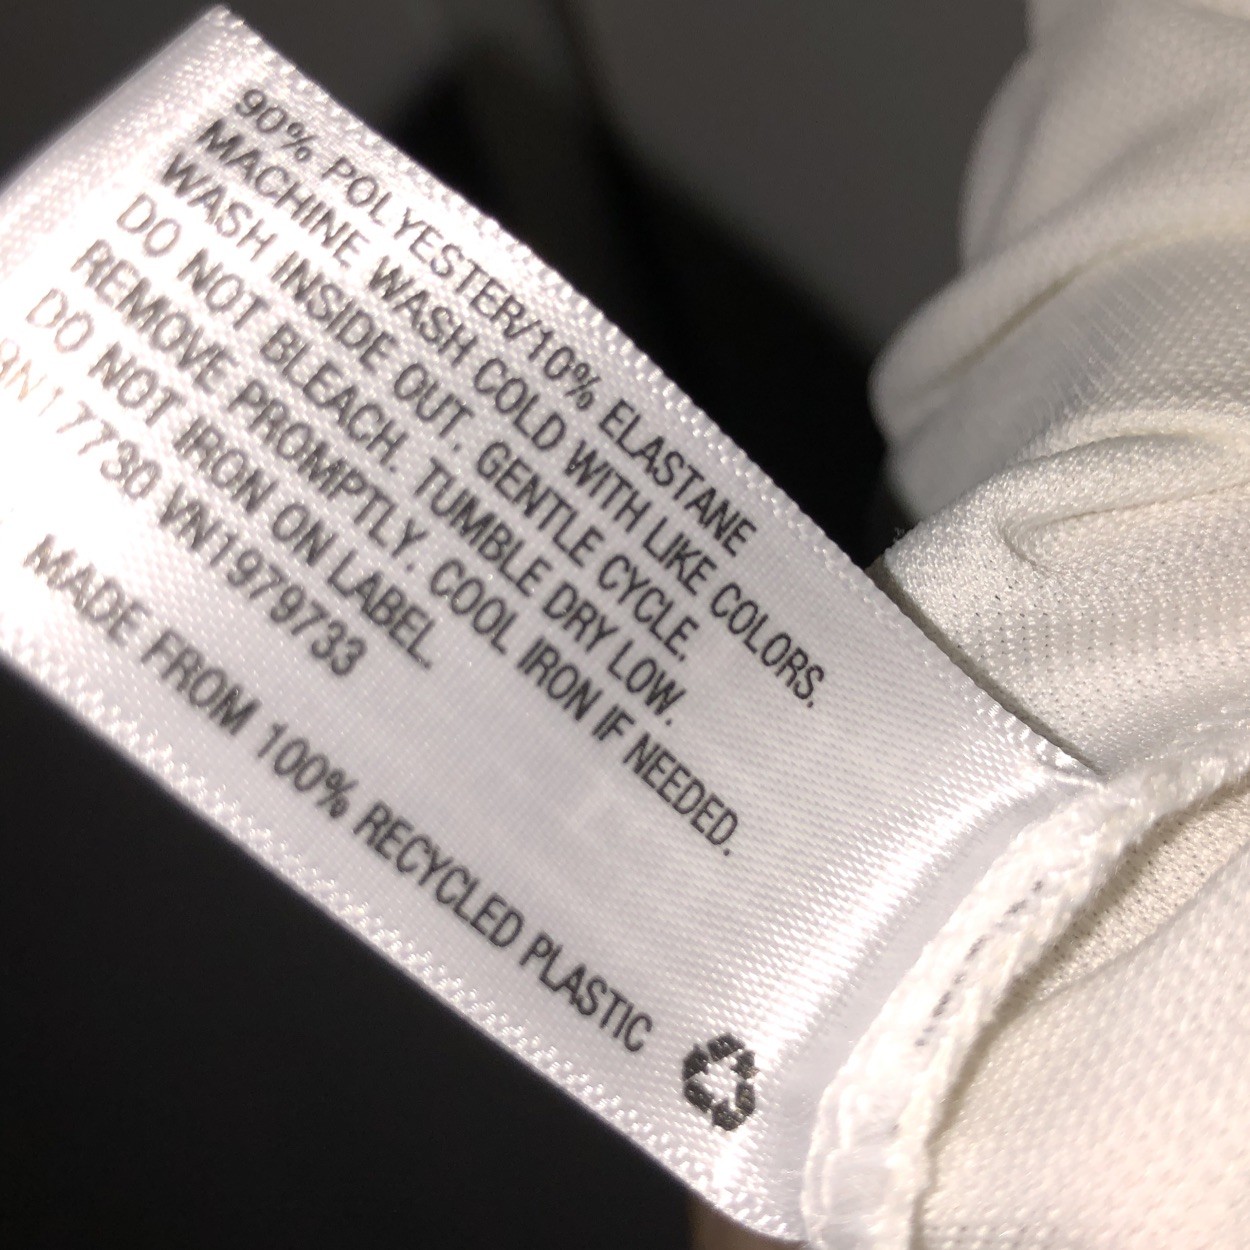 90% POLYESTER/10% ELASTANE
MACHINE WASH COLD WITH LIKE COLORS.
WASH INSIDE OUT. GENTLE CYCLE.
DO NOT BLEACH. TUMBLE DRY LOW.
REMOVE PROMPTLY. COOL IRON IF NEEDED.
DO NOT IRON ON LABEL.
RN17730 VN1979733
MADE FROM 100% RECYCLED PLASTIC